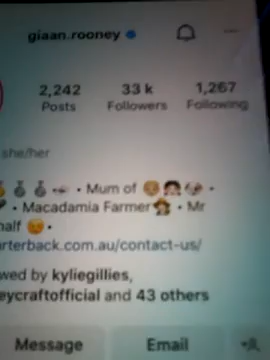 giaan.rooney
2,242 33 k 1,267
Posts Followers Following
she/her
• Mum of •
• Macadamia Farmer • Mr
half •
rterback.com.au/contact-us/
wed by kyliegillies,
eycraftofficial and 43 others
Message Email